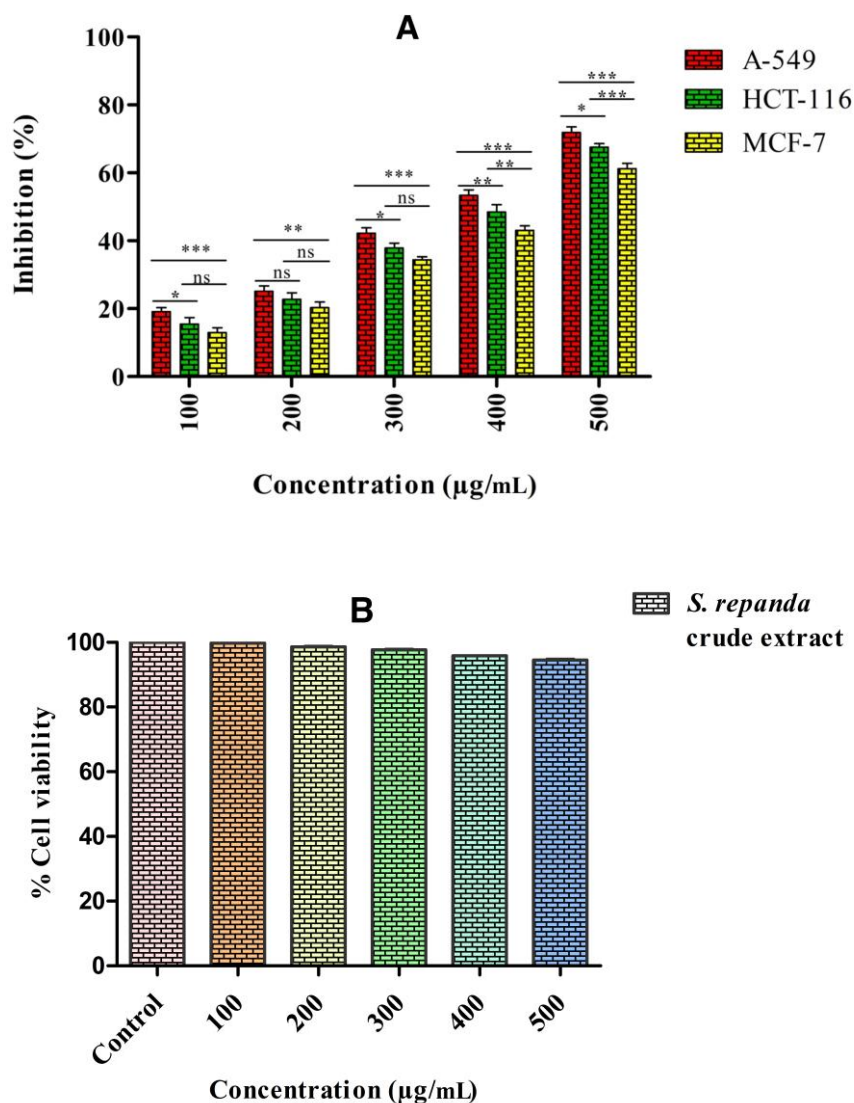 A
100
80
60
40
20
0
Inhibition (%)
***
ns
*
**
ns
ns
***
ns
*
***
**
**
***
***
*
A-549
HCT-116
MCF-7
100
200
300
400
500
Concentration (µg/mL)
B
S. repanda
crude extract
100
80
60
40
20
0
% Cell viability
Control
100
200
300
400
500
Concentration (µg/mL)